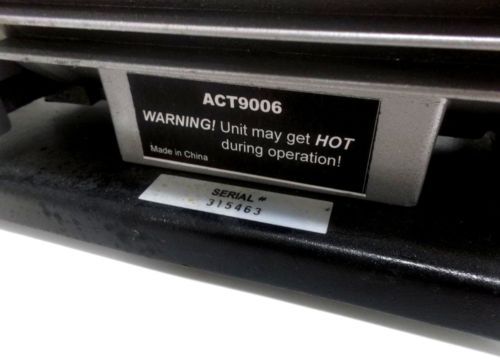 ACT9006
WARNING! Unit may get HOT
during operation!
Made in China
SERIAL #
315463